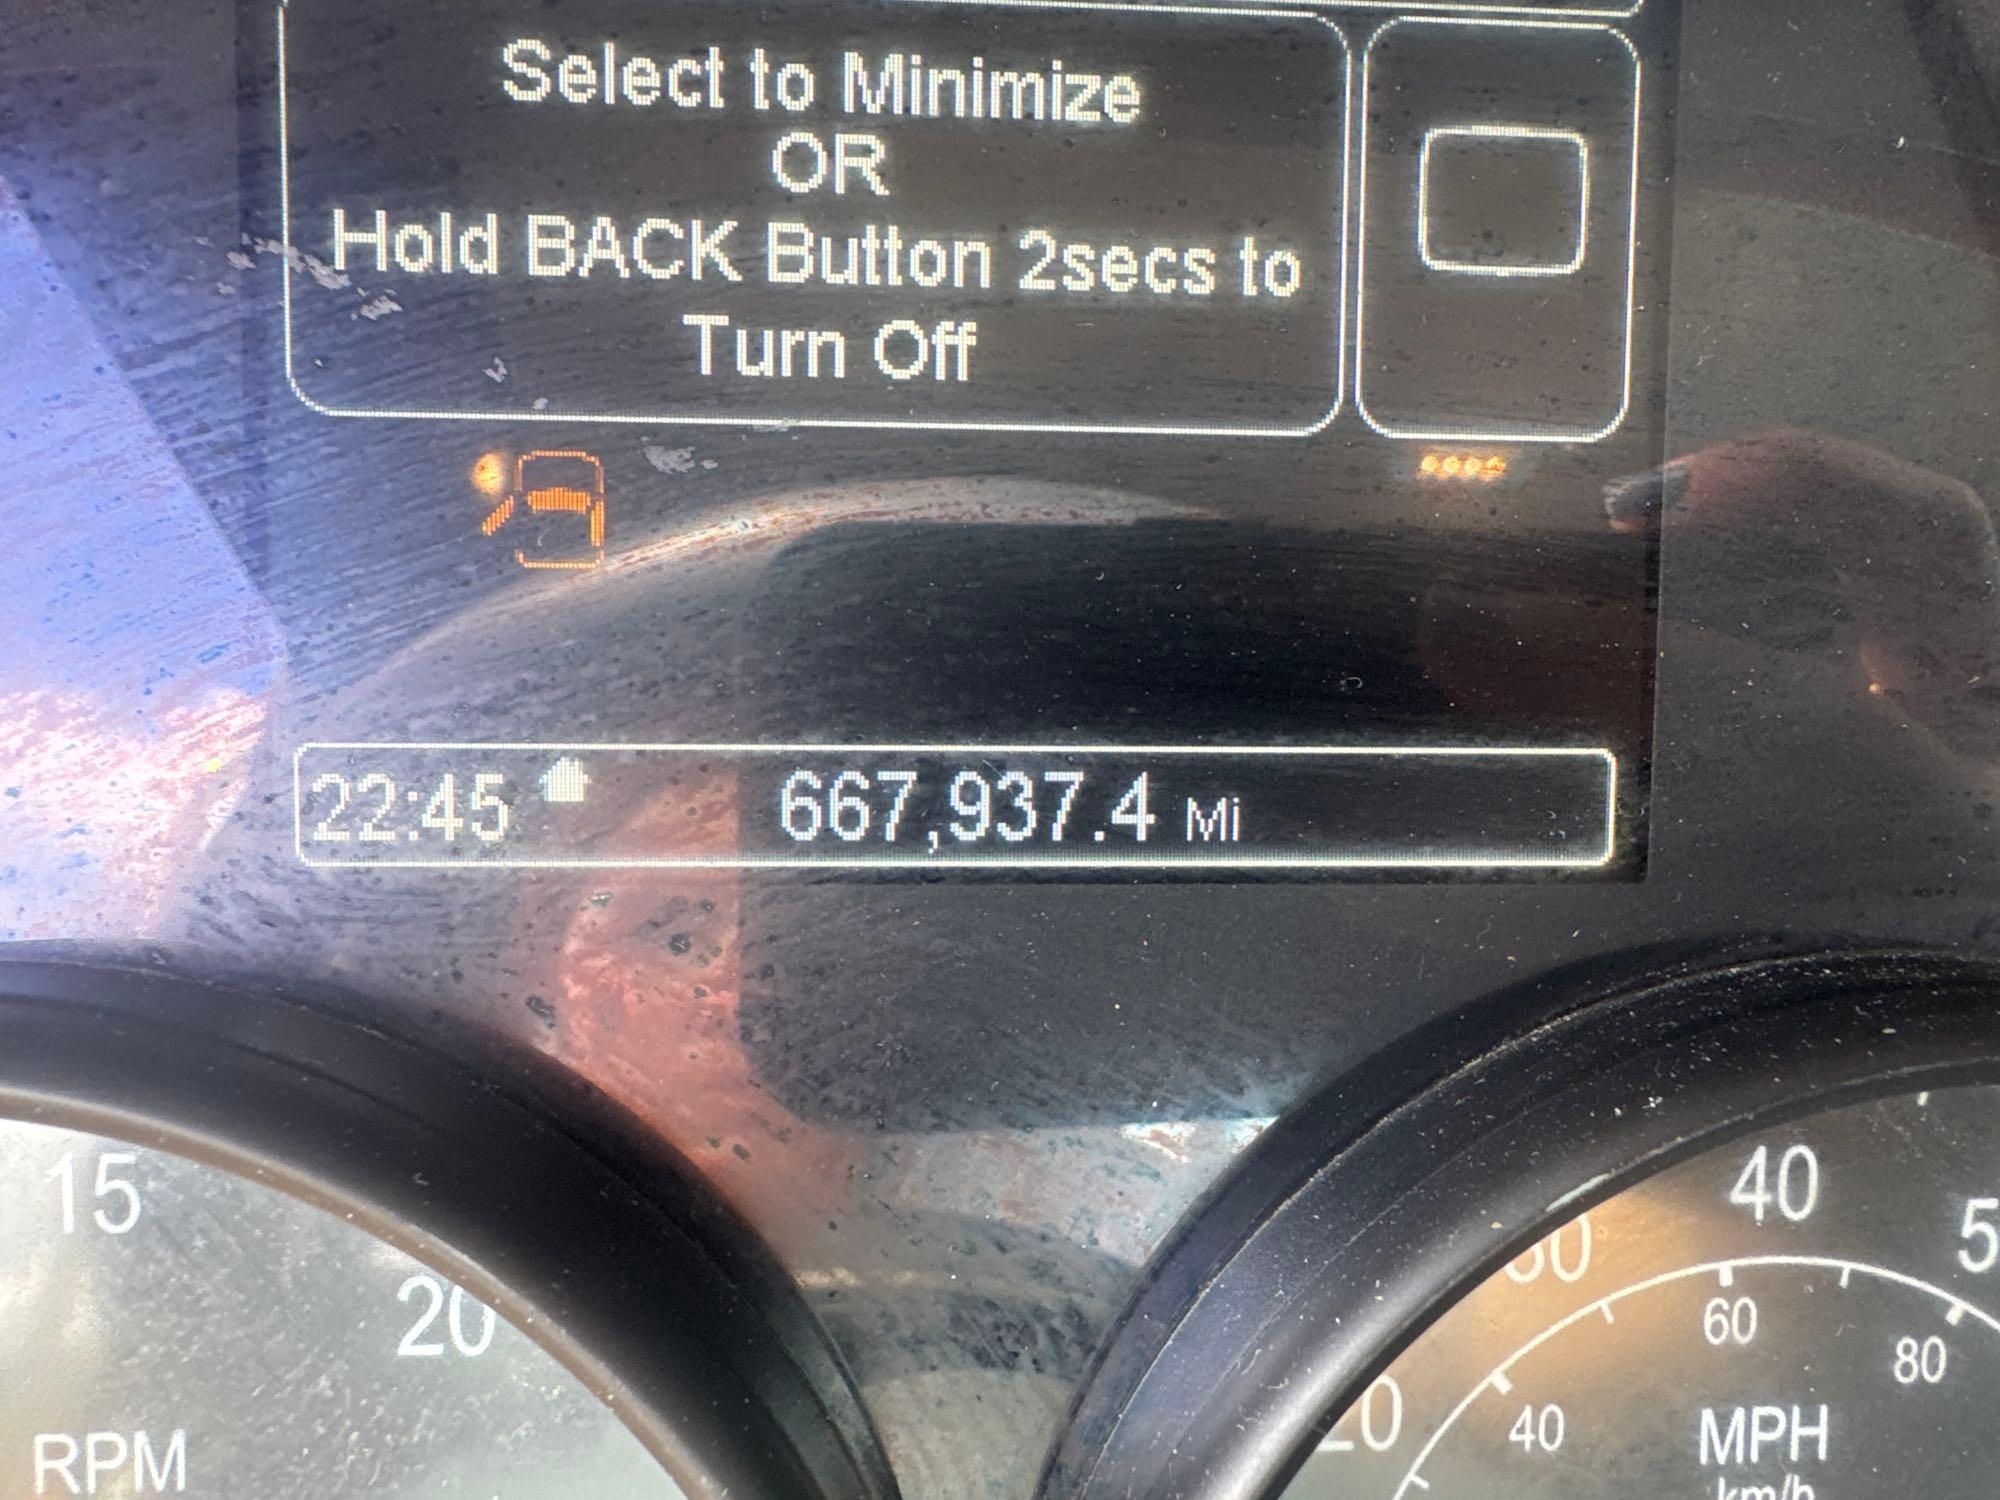 Select to Minimize
OR
Hold BACK Button 2secs to
Turn Off
22:45 667,937.4 Mi
15
20
RPM
40
60
80
40
MPH
km/h